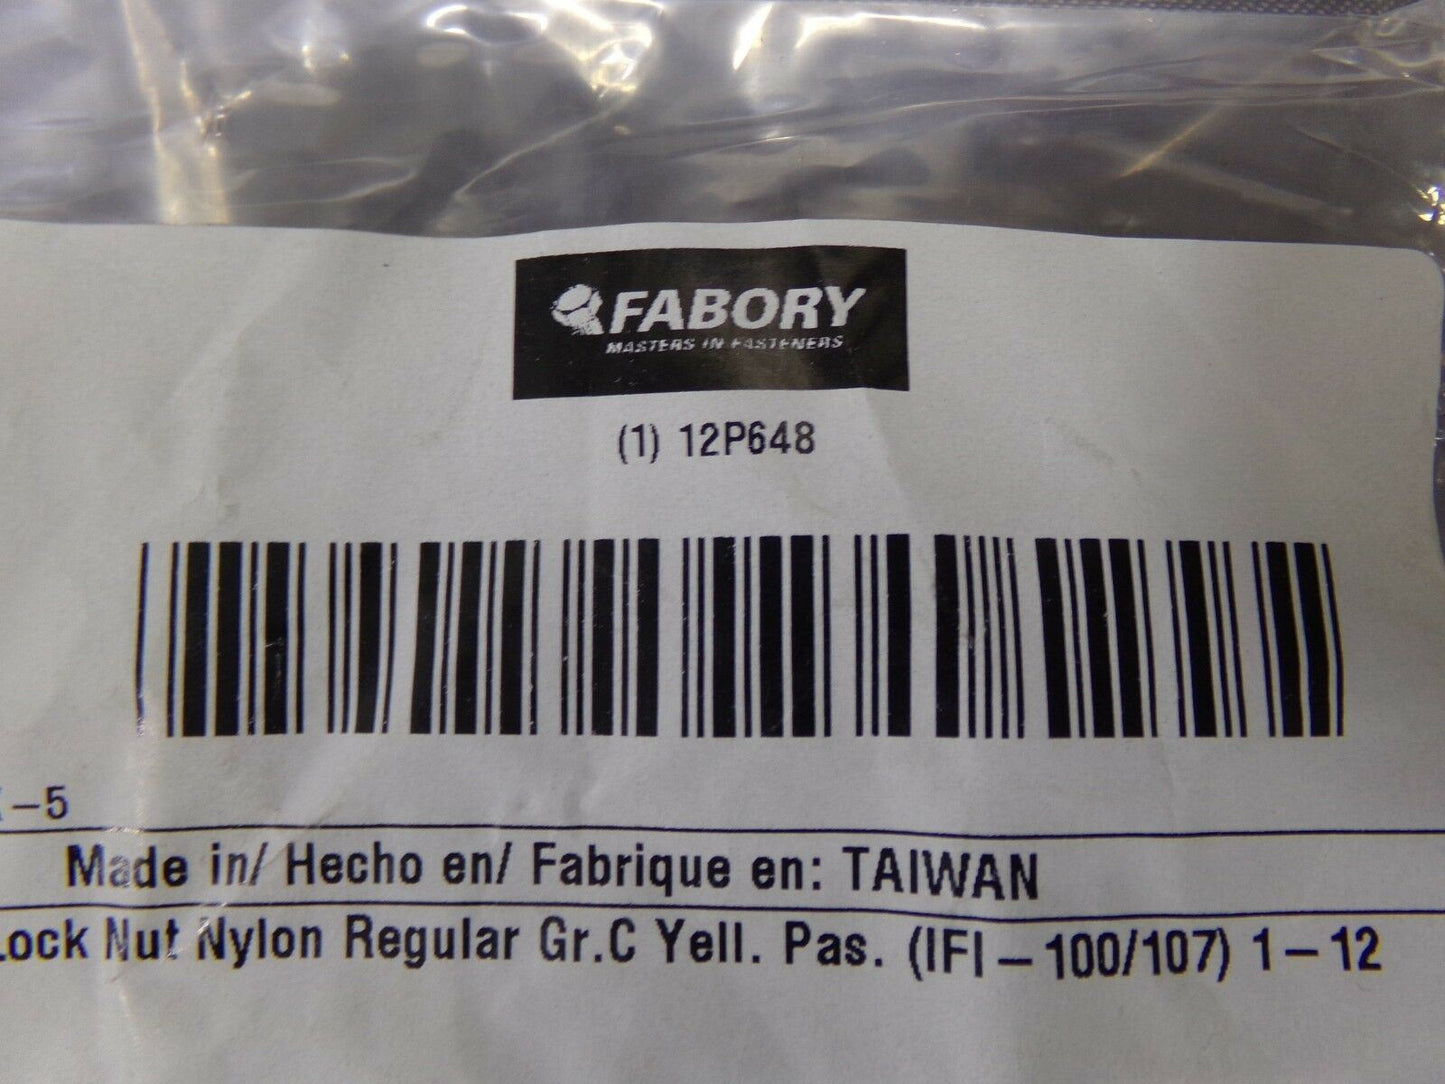 FABORY
MASTERS IN FASTENERS
(1) 12P648
-5
Made in/ Hecho en/ Fabrique en: TAIWAN
Lock Nut Nylon Regular Gr.C Yell. Pas. (IFI-100/107) 1-12